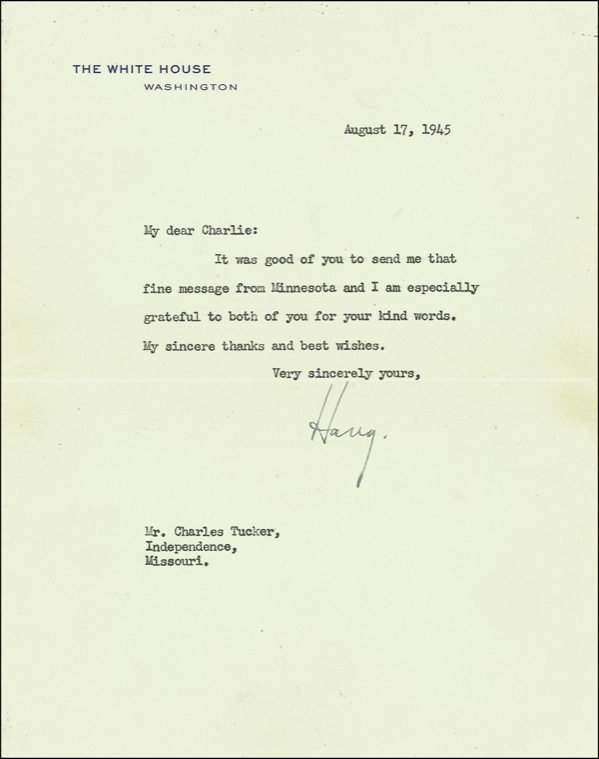 THE WHITE HOUSE
WASHINGTON
August 17, 1945
My dear Charlie:
It was good of you to send me that
fine message from Minnesota and I am especially
grateful to both of you for your kind words.
My sincere thanks and best wishes.
Very sincerely yours,
Harry.
Mr. Charles Tucker,
Independence,
Missouri.